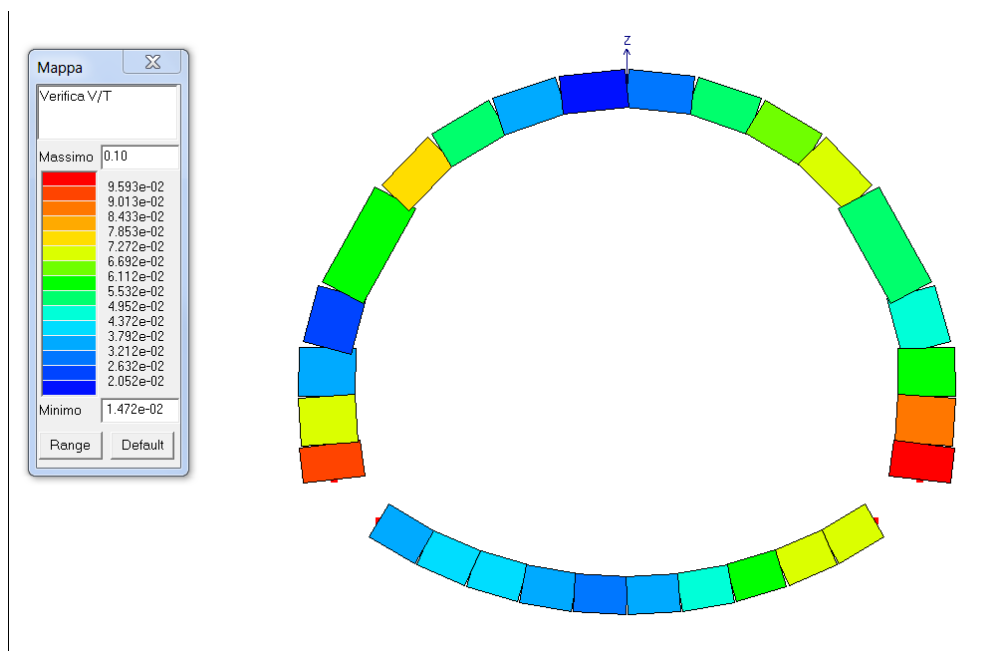 Z
Mappa
Verifica V/T
Massimo 0.10
9.593e-02
9.013e-02
8.433e-02
7.853e-02
7.272e-02
6.692e-02
6.112e-02
5.532e-02
4.952e-02
4.372e-02
3.792e-02
3.212e-02
2.632e-02
2.052e-02
Minimo 1.472e-02
Range Default